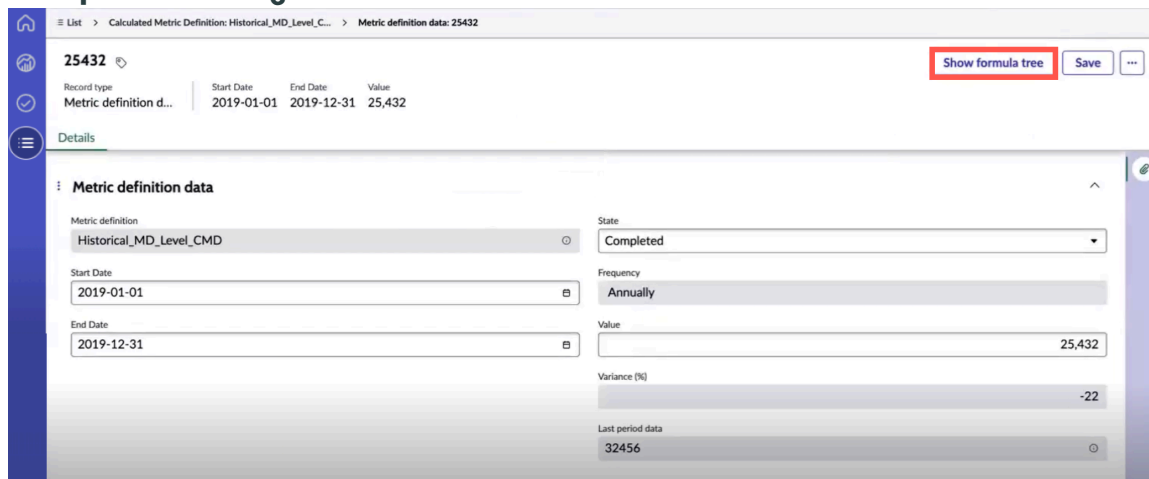 List > Calculated Metric Definition: Historical_MD_Level_C... > Metric definition data: 25432
25432
Show formula tree Save ...
Record type Start Date End Date Value
Metric definition d... 2019-01-01 2019-12-31 25,432
Details
Metric definition data
Metric definition State
Historical_MD_Level_CMD Completed
Start Date Frequency
2019-01-01 Annually
End Date Value
2019-12-31 25,432
Variance (%)
-22
Last period data
32456